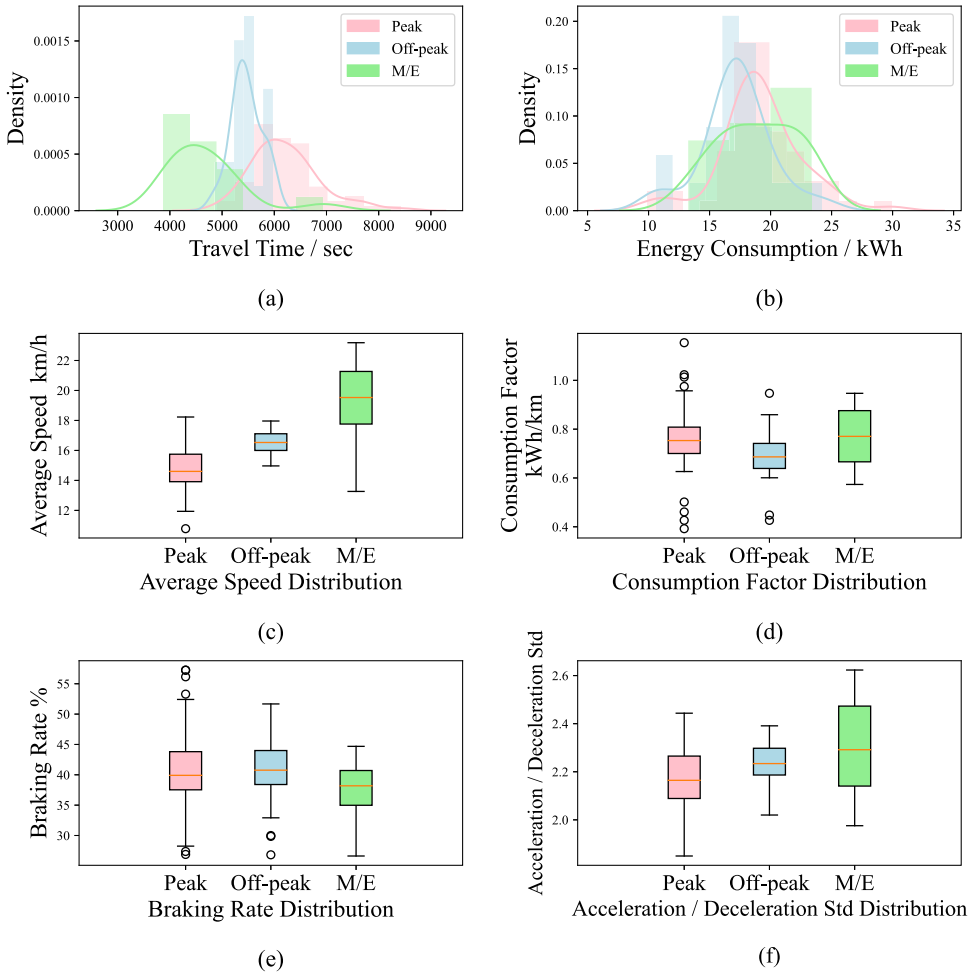 Density
0.0015
0.0010
0.0005
0.0000
Peak
Off-peak
M/E
3000 4000 5000 6000 7000 8000 9000
Travel Time / sec
(a)
Density
0.20
0.15
0.10
0.05
0.00
Peak
Off-peak
M/E
5 10 15 20 25 30 35
Energy Consumption / kWh
(b)
Average Speed km/h
22
20
18
16
14
12
Peak Off-peak M/E
Average Speed Distribution
(c)
Consumption Factor
kWh/km
1.0
0.8
0.6
0.4
Peak Off-peak M/E
Consumption Factor Distribution
(d)
Braking Rate %
55
50
45
40
35
30
Peak Off-peak M/E
Braking Rate Distribution
(e)
Acceleration / Deceleration Std
2.6
2.4
2.2
2.0
Peak Off-peak M/E
Acceleration / Deceleration Std Distribution
(f)